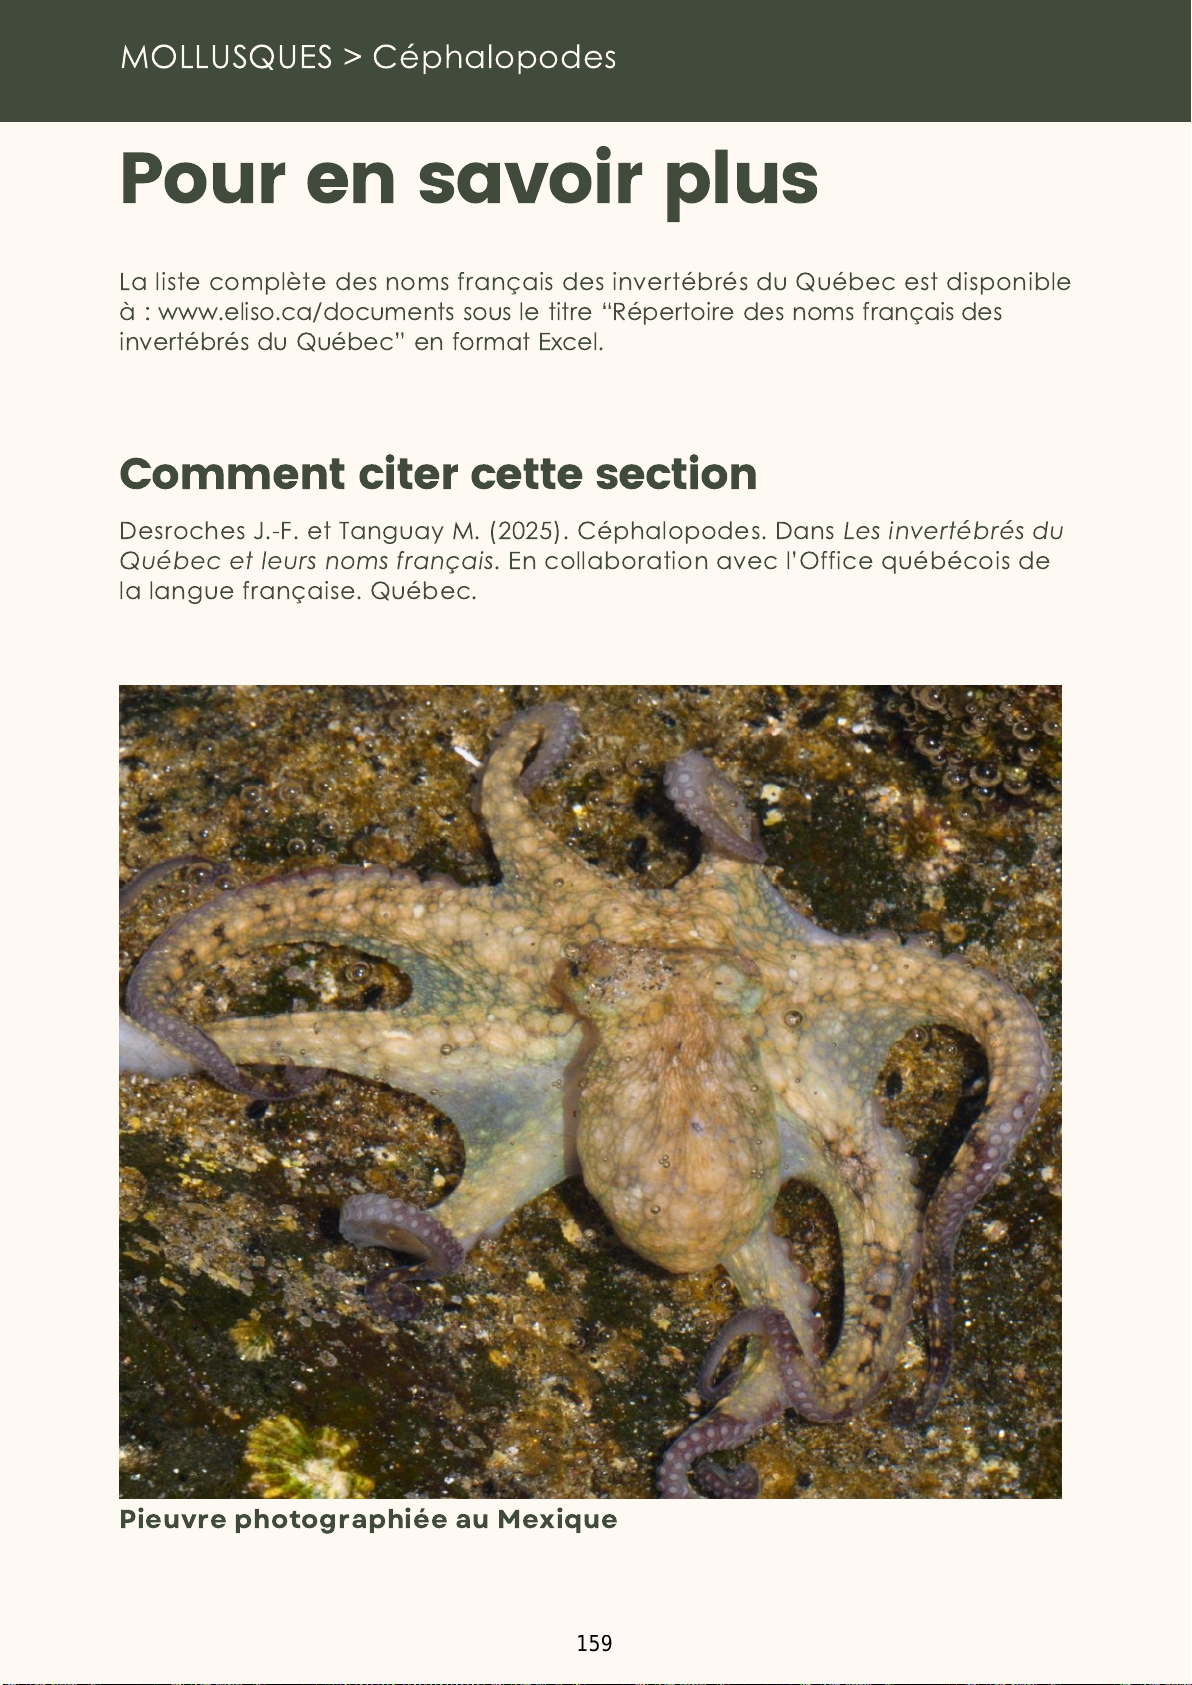 MOLLUSQUES > Céphalopodes
Pour en savoir plus
La liste complète des noms français des invertébrés du Québec est disponible
à : www.eliso.ca/documents sous le titre “Répertoire des noms français des
invertébrés du Québec” en format Excel.
Comment citer cette section
Desroches J.-F. et Tanguay M. (2025). Céphalopodes. Dans Les invertébrés du
Québec et leurs noms français. En collaboration avec l’Office québécois de
la langue française. Québec.
Pieuvre photographiée au Mexique
159